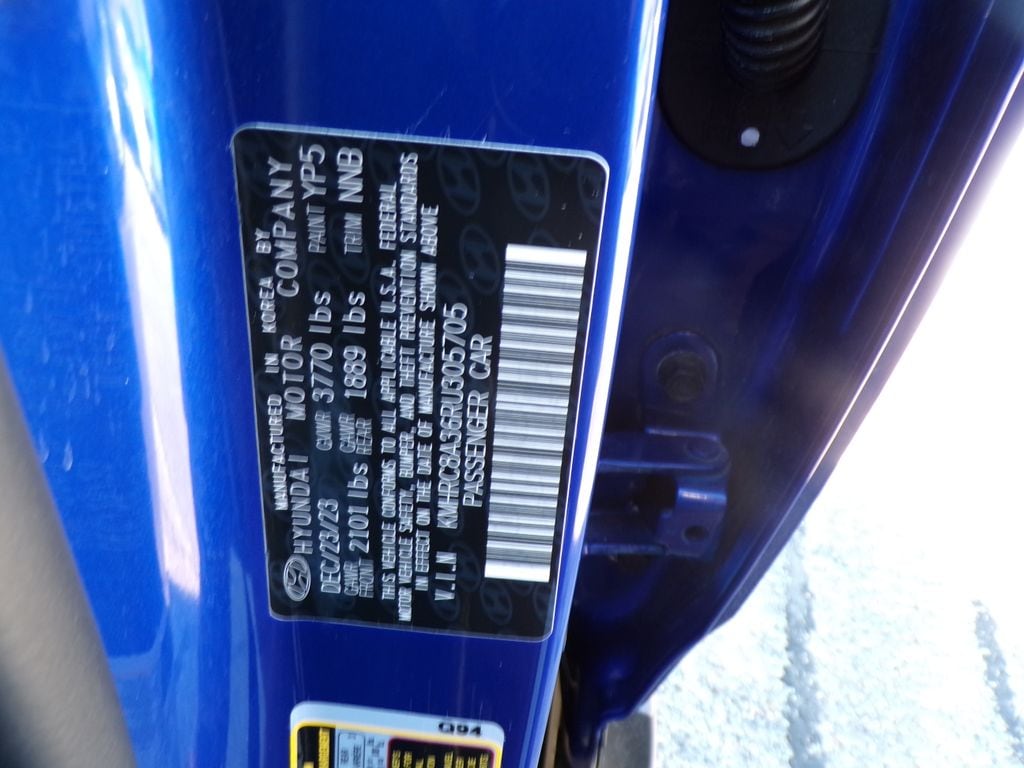 MANUFACTURED IN KOREA BY
HYUNDAI MOTOR COMPANY
DEC/23/23 GVWR 3770 lbs PAINT YP5
GAWR FRONT 2101 lbs GAWR REAR 1889 lbs TRIM NNB
THIS VEHICLE CONFORMS TO ALL APPLICABLE U.S.A. FEDERAL
MOTOR VEHICLE SAFETY, BUMPER, AND THEFT PREVENTION STANDARDS
IN EFFECT ON THE DATE OF MANUFACTURE SHOWN ABOVE
V.I.N KMHRC8A36RU305705
PASSENGER CAR
Q94